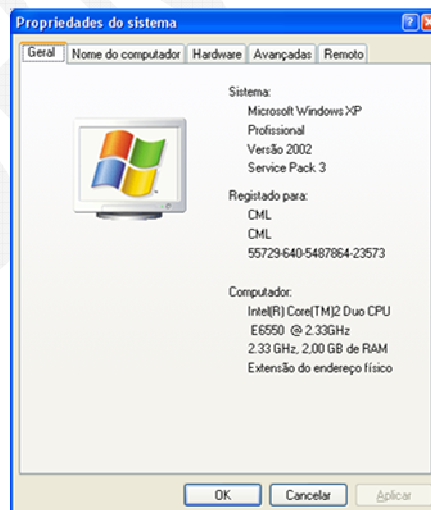 Propriedades do sistema
Geral Nome do computador Hardware Avançadas Remoto
Sistema:
Microsoft Windows XP
Profissional
Versão 2002
Service Pack 3
Registado para:
CML
CML
55729-640-5487864-23573
Computador:
Intel(R) Core(TM)2 Duo CPU
E6550 @ 2.33GHz
2.33 GHz, 2,00 GB de RAM
Extensão do endereço físico
OK Cancelar Aplicar